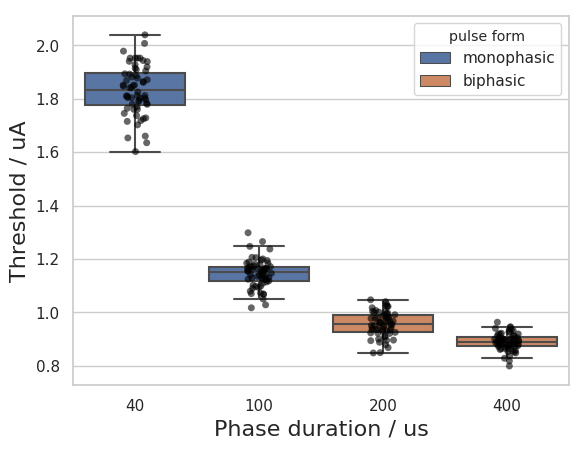 pulse form
monophasic
biphasic
2.0
1.8
1.6
1.4
1.2
1.0
0.8
Threshold / uA
40 100 200 400
Phase duration / us